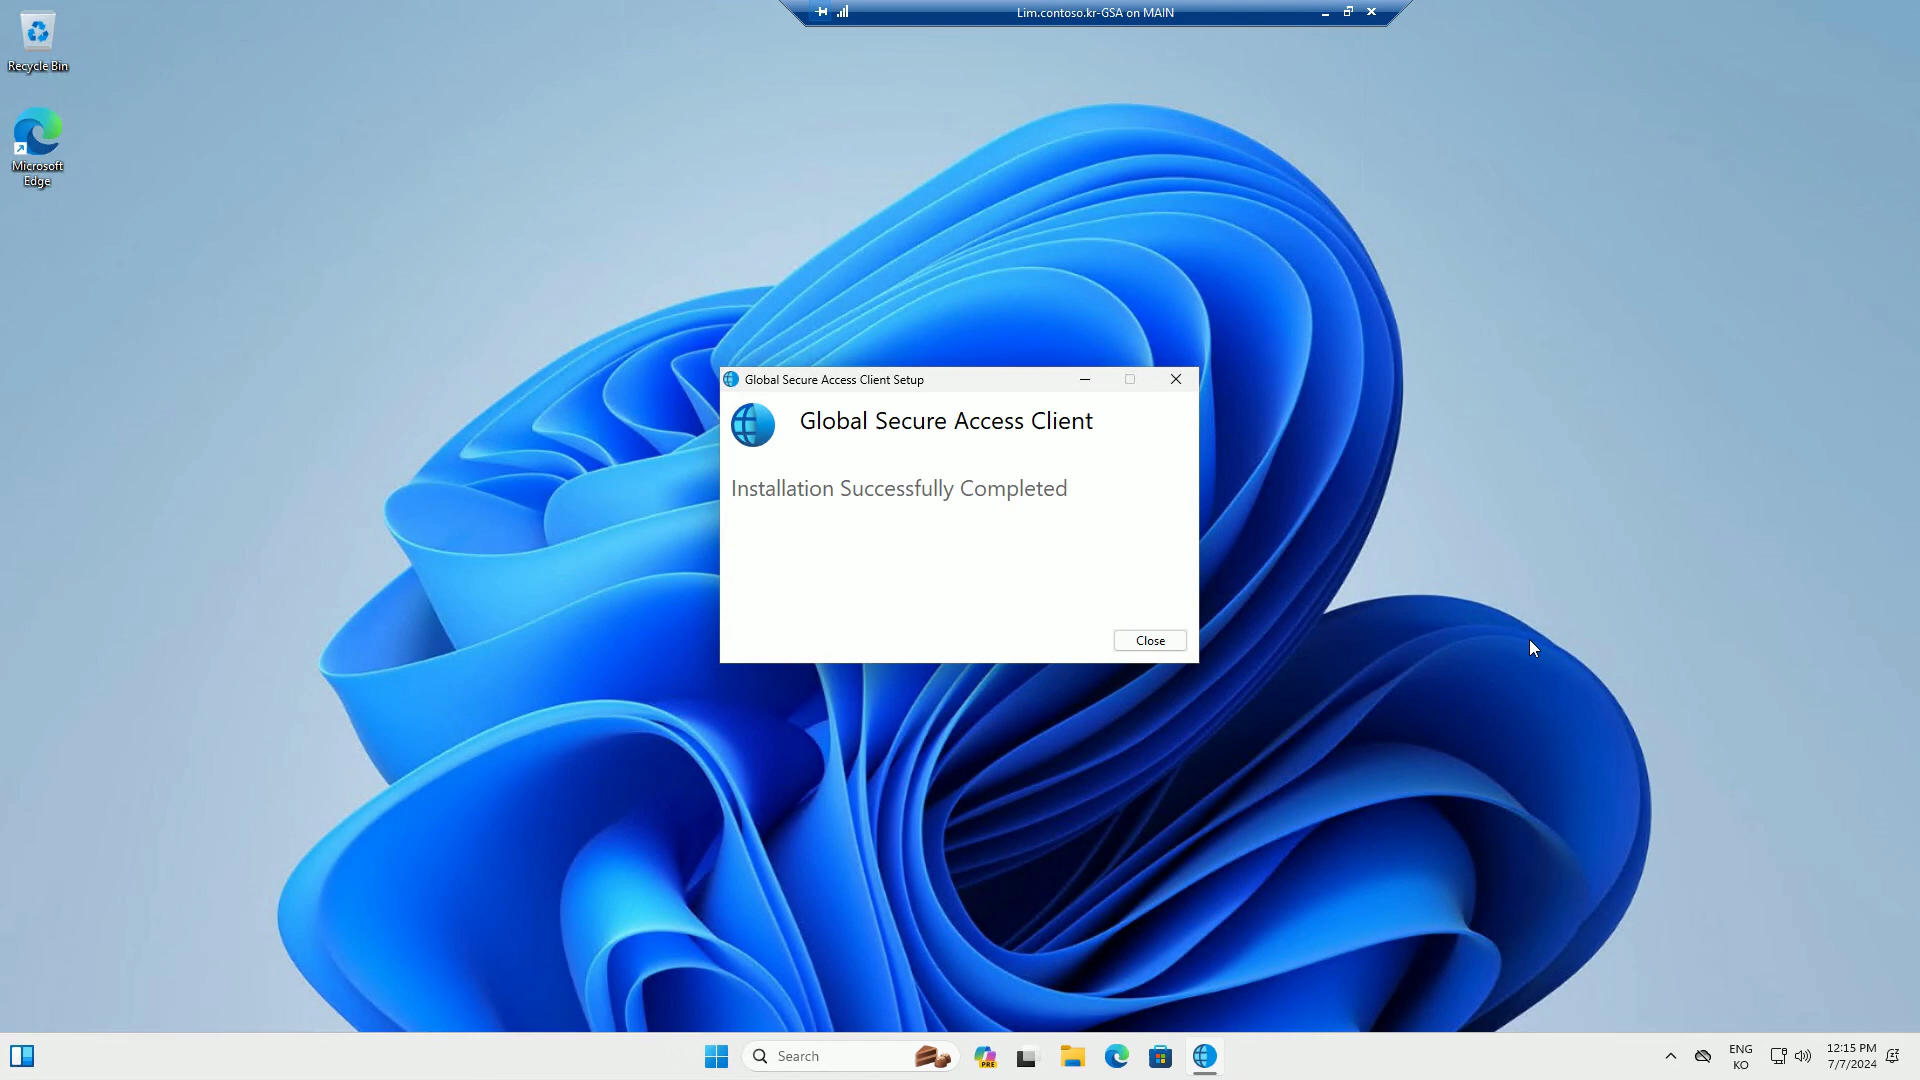 Lim.contoso.kr-GSA on MAIN
Recycle Bin
Microsoft
Edge
Global Secure Access Client Setup
Global Secure Access Client
Installation Successfully Completed
Close
Search
PRE
ENG
KO
12:15 PM
7/7/2024